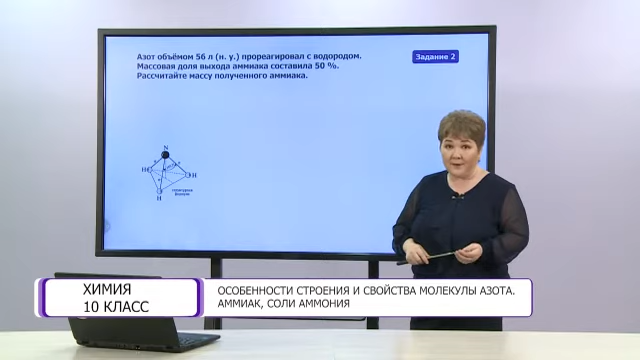 Азот объёмом 56 л (н. у.) прореагировал с водородом.
Массовая доля выхода аммиака составила 50 %.
Рассчитайте массу полученного аммиака.
Задание 2
N
H
H
H
ХИМИЯ
10 КЛАСС
ОСОБЕННОСТИ СТРОЕНИЯ И СВОЙСТВА МОЛЕКУЛЫ АЗОТА.
АММИАК, СОЛИ АММОНИЯ